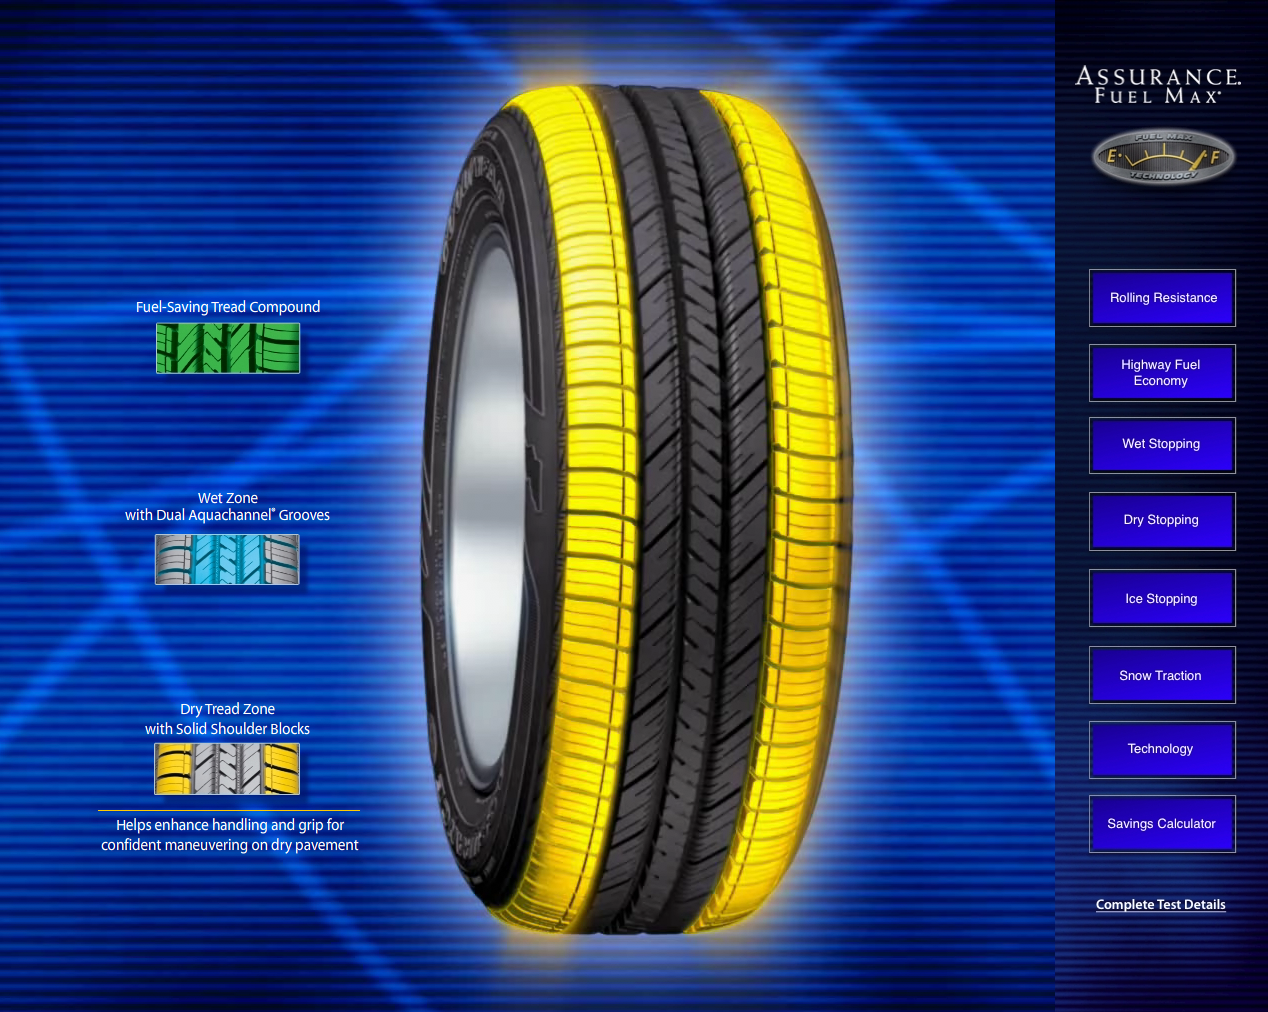 ASSURANCE®
FUEL MAX®
FUEL MAX
E F
TECHNOLOGY
Fuel-Saving Tread Compound
Wet Zone
with Dual Aquachannel® Grooves
Dry Tread Zone
with Solid Shoulder Blocks
Helps enhance handling and grip for
confident maneuvering on dry pavement
Rolling Resistance
Highway Fuel
Economy
Wet Stopping
Dry Stopping
Ice Stopping
Snow Traction
Technology
Savings Calculator
Complete Test Details